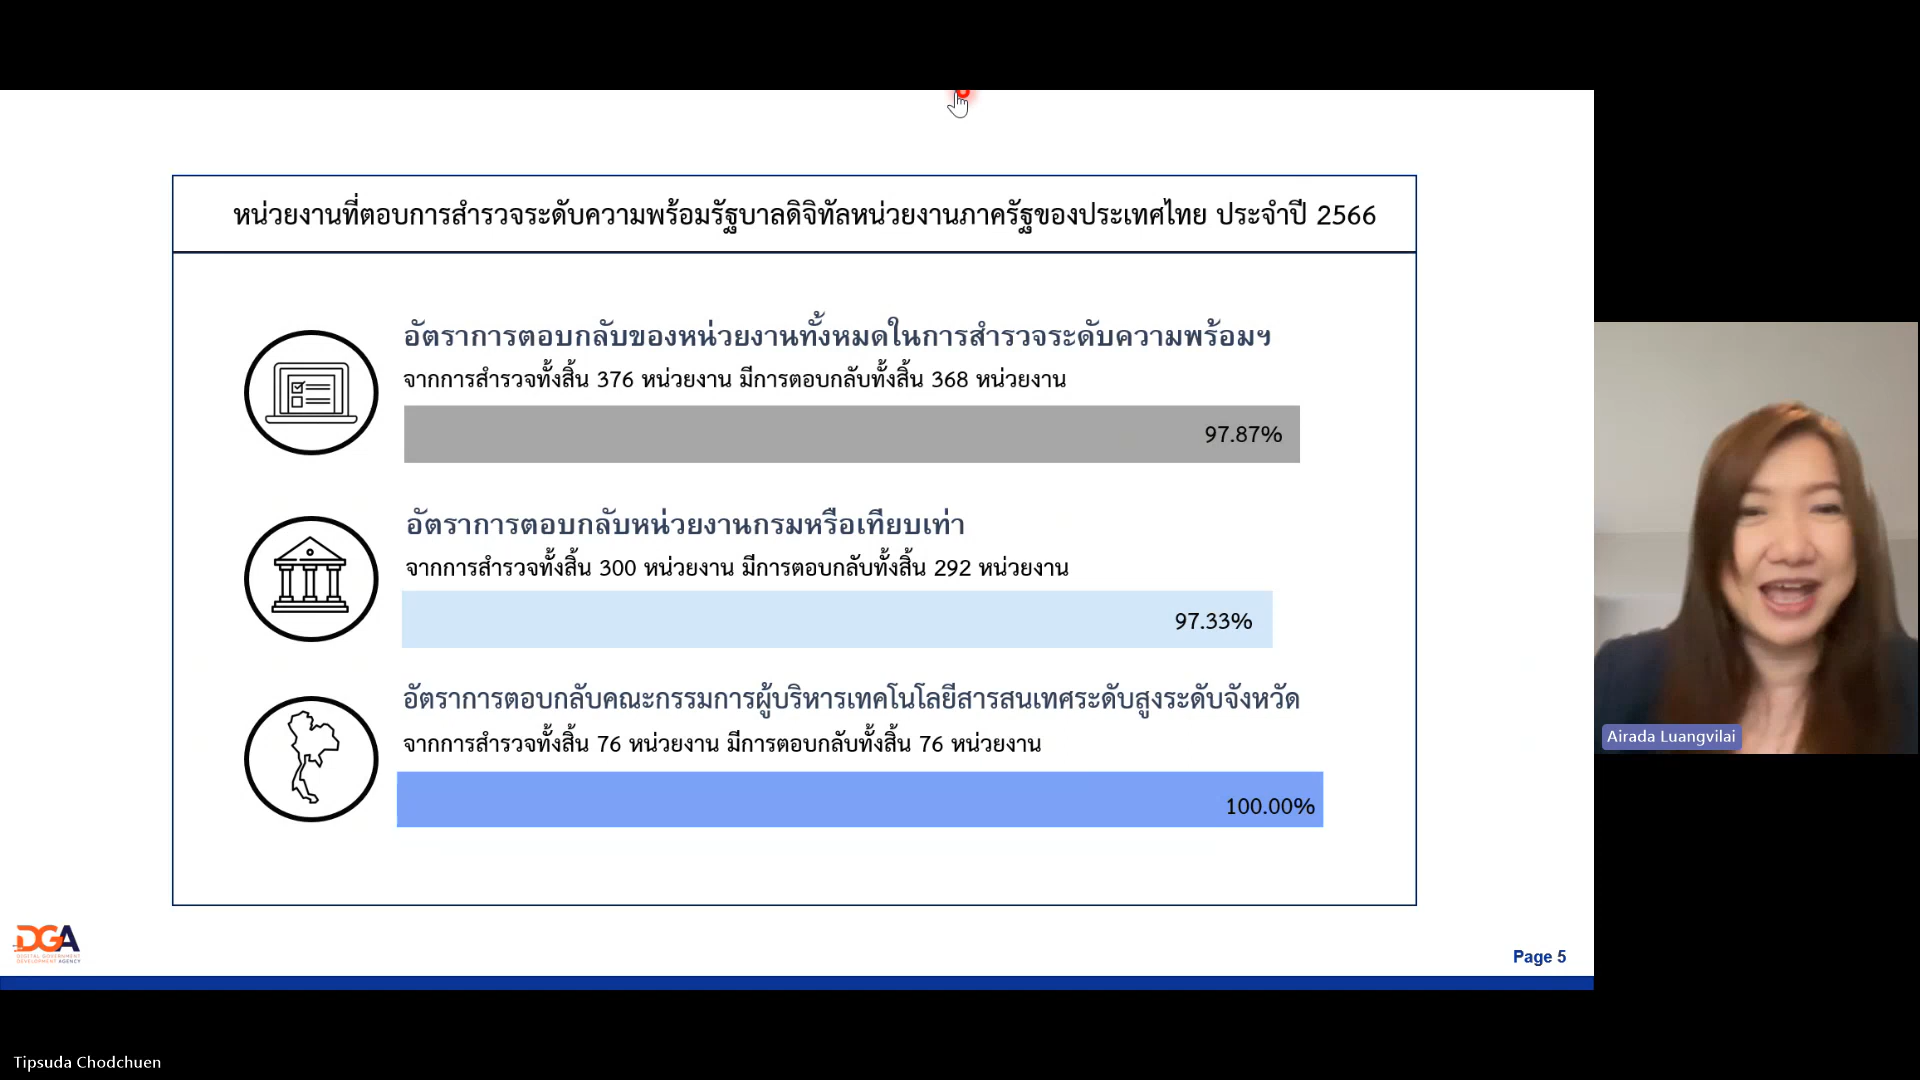 หน่วยงานที่ตอบการสำรวจระดับความพร้อมรัฐบาลดิจิทัลหน่วยงานภาครัฐของประเทศไทย ประจำปี 2566
อัตราการตอบกลับของหน่วยงานทั้งหมดในการสำรวจระดับความพร้อมฯ
จากการสำรวจทั้งสิ้น 376 หน่วยงาน มีการตอบกลับทั้งสิ้น 368 หน่วยงาน
97.87%
อัตราการตอบกลับหน่วยงานกรมหรือเทียบเท่า
จากการสำรวจทั้งสิ้น 300 หน่วยงาน มีการตอบกลับทั้งสิ้น 292 หน่วยงาน
97.33%
อัตราการตอบกลับคณะกรรมการผู้บริหารเทคโนโลยีสารสนเทศระดับสูงระดับจังหวัด
จากการสำรวจทั้งสิ้น 76 หน่วยงาน มีการตอบกลับทั้งสิ้น 76 หน่วยงาน
100.00%
Airada Luangvilai
DGA
DIGITAL GOVERNMENT
DEVELOPMENT AGENCY
Page 5
Tipsuda Chodchuen